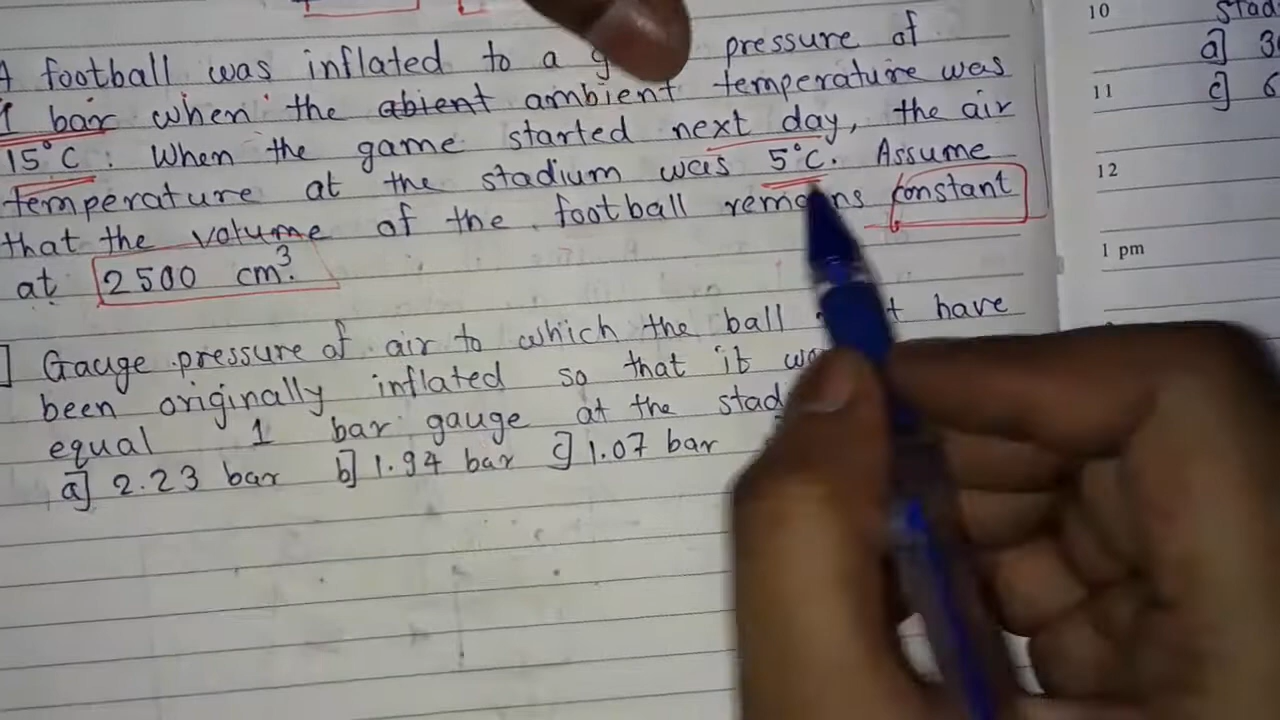 A football was inflated to a pressure of
1 bar when the abient ambient temperature was
15°C. When the game started next day, the air
temperature at the stadium was 5°C. Assume
that the volume of the football remains constant
at 2500 cm³.
] Gauge pressure of air to which the ball have
been originally inflated so that it
equal 1 bar gauge at the
a] 2.23 bar b] 1.94 bar c] 1.07 bar
10
a]
11
c] 6
12
1 pm